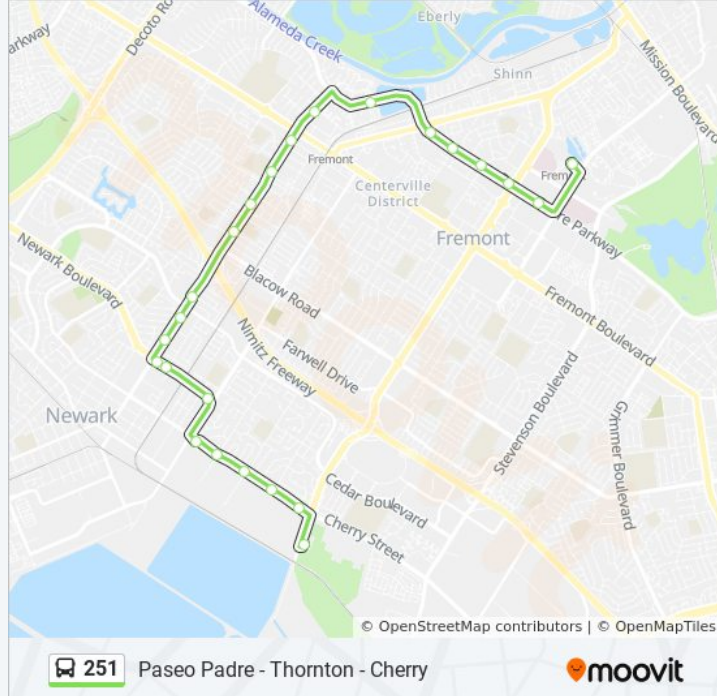 Eberly
arkway
Decoto Ro
Alameda Creek
Shinn
Mission Boulevard
Fremont
Frem
Centerville
District
re Parkway
Fremont
Newark Boulevard
Blacow Road
Fremont Boulevard
Nimitz Freeway
Farwell Drive
Newark
Stevenson Boulevard
Grimmer Boulevard
Cedar Boulevard
Cherry Street
© OpenStreetMap contributors | © OpenMapTiles
251 Paseo Padre - Thornton - Cherry
moovit